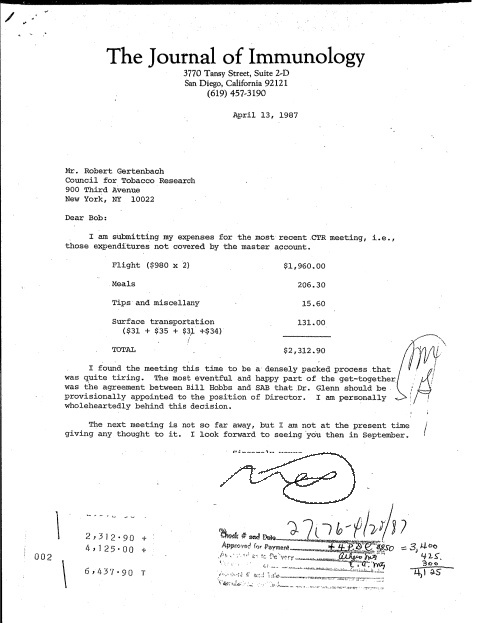 The Journal of Immunology
3770 Tansy Street, Suite 2-D
San Diego, California 92121
(619) 457-3190
April 13, 1987
Mr. Robert Gertenbach
Council for Tobacco Research
900 Third Avenue
New York, NY 10022
Dear Bob:
I am submitting my expenses for the most recent CTR meeting, i.e.,
those expenditures not covered by the master account.
Flight ($980 x 2) $1,960.00
Meals 206.30
Tips and miscellany 15.60
Surface transportation 131.00
($31 + $35 + $31 +$34)
TOTAL $2,312.90
I found the meeting this time to be a densely packed process that
was quite tiring. The most eventful and happy part of the get-together
was the agreement between Bill Hobbs and SAB that Dr. Glenn should be
provisionally appointed to the position of Director. I am personally
wholeheartedly behind this decision.
The next meeting is not so far away, but I am not at the present time
giving any thought to it. I look forward to seeing you then in September.
27176-4/28/87
Check # and Date
Approved for Payment
= 3,400
425.
300
4,125
2,312.90 +
4,125.00 +
002
6,437.90 T